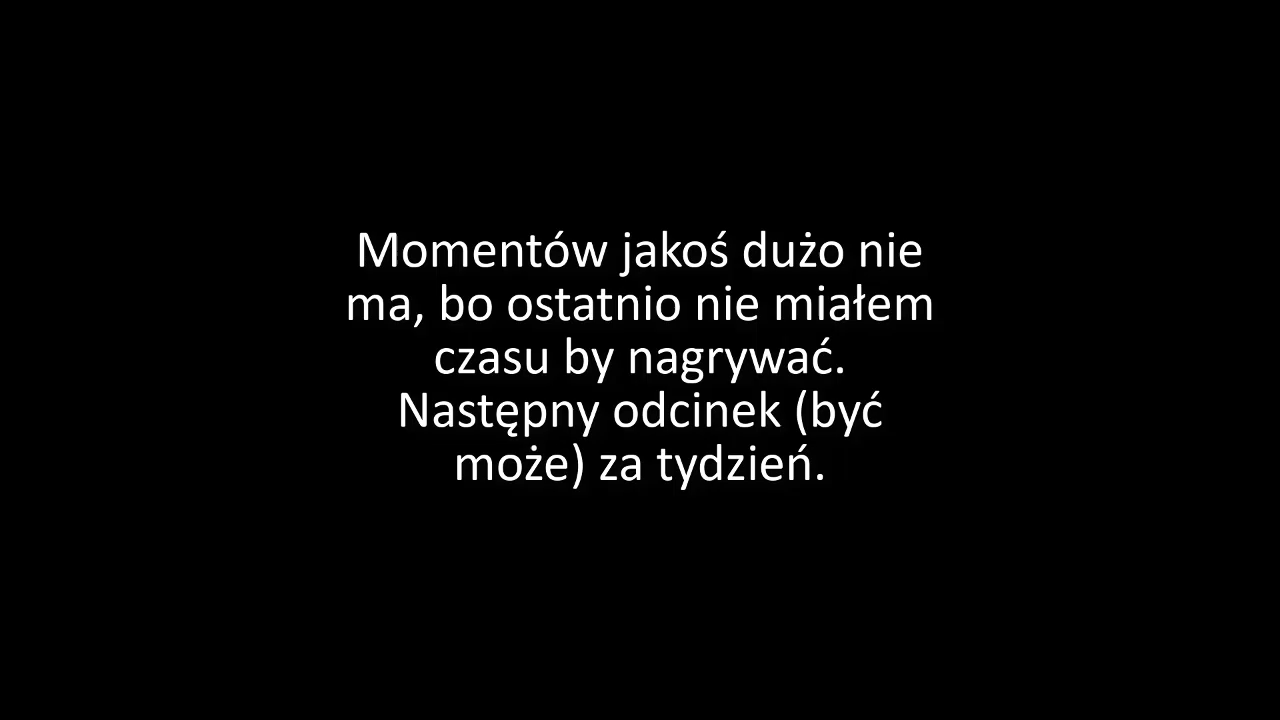 Momentów jakoś dużo nie
ma, bo ostatnio nie miałem
czasu by nagrywać.
Następny odcinek (być
może) za tydzień.